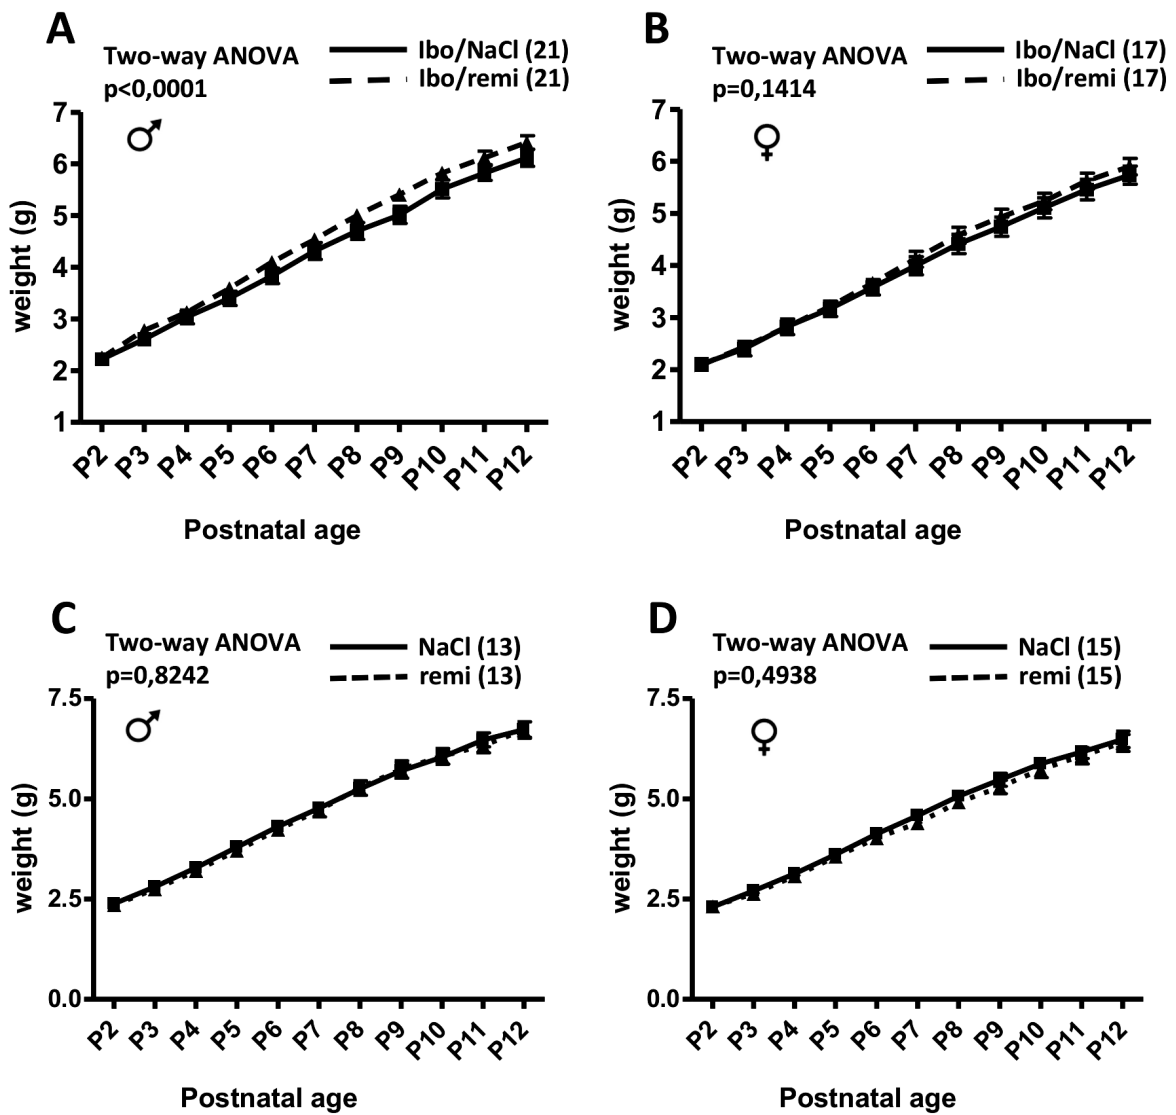 A
Two-way ANOVA
p<0,0001
Ibo/NaCl (21)
Ibo/remi (21)
7
6
5
4
3
2
1
weight (g)
P2 P3 P4 P5 P6 P7 P8 P9 P10 P11 P12
Postnatal age
B
Two-way ANOVA
p=0,1414
Ibo/NaCl (17)
Ibo/remi (17)
7
6
5
4
3
2
1
weight (g)
P2 P3 P4 P5 P6 P7 P8 P9 P10 P11 P12
Postnatal age
C
Two-way ANOVA
p=0,8242
NaCl (13)
remi (13)
7.5
5.0
2.5
0.0
weight (g)
P2 P3 P4 P5 P6 P7 P8 P9 P10 P11 P12
Postnatal age
D
Two-way ANOVA
p=0,4938
NaCl (15)
remi (15)
7.5
5.0
2.5
0.0
weight (g)
P2 P3 P4 P5 P6 P7 P8 P9 P10 P11 P12
Postnatal age